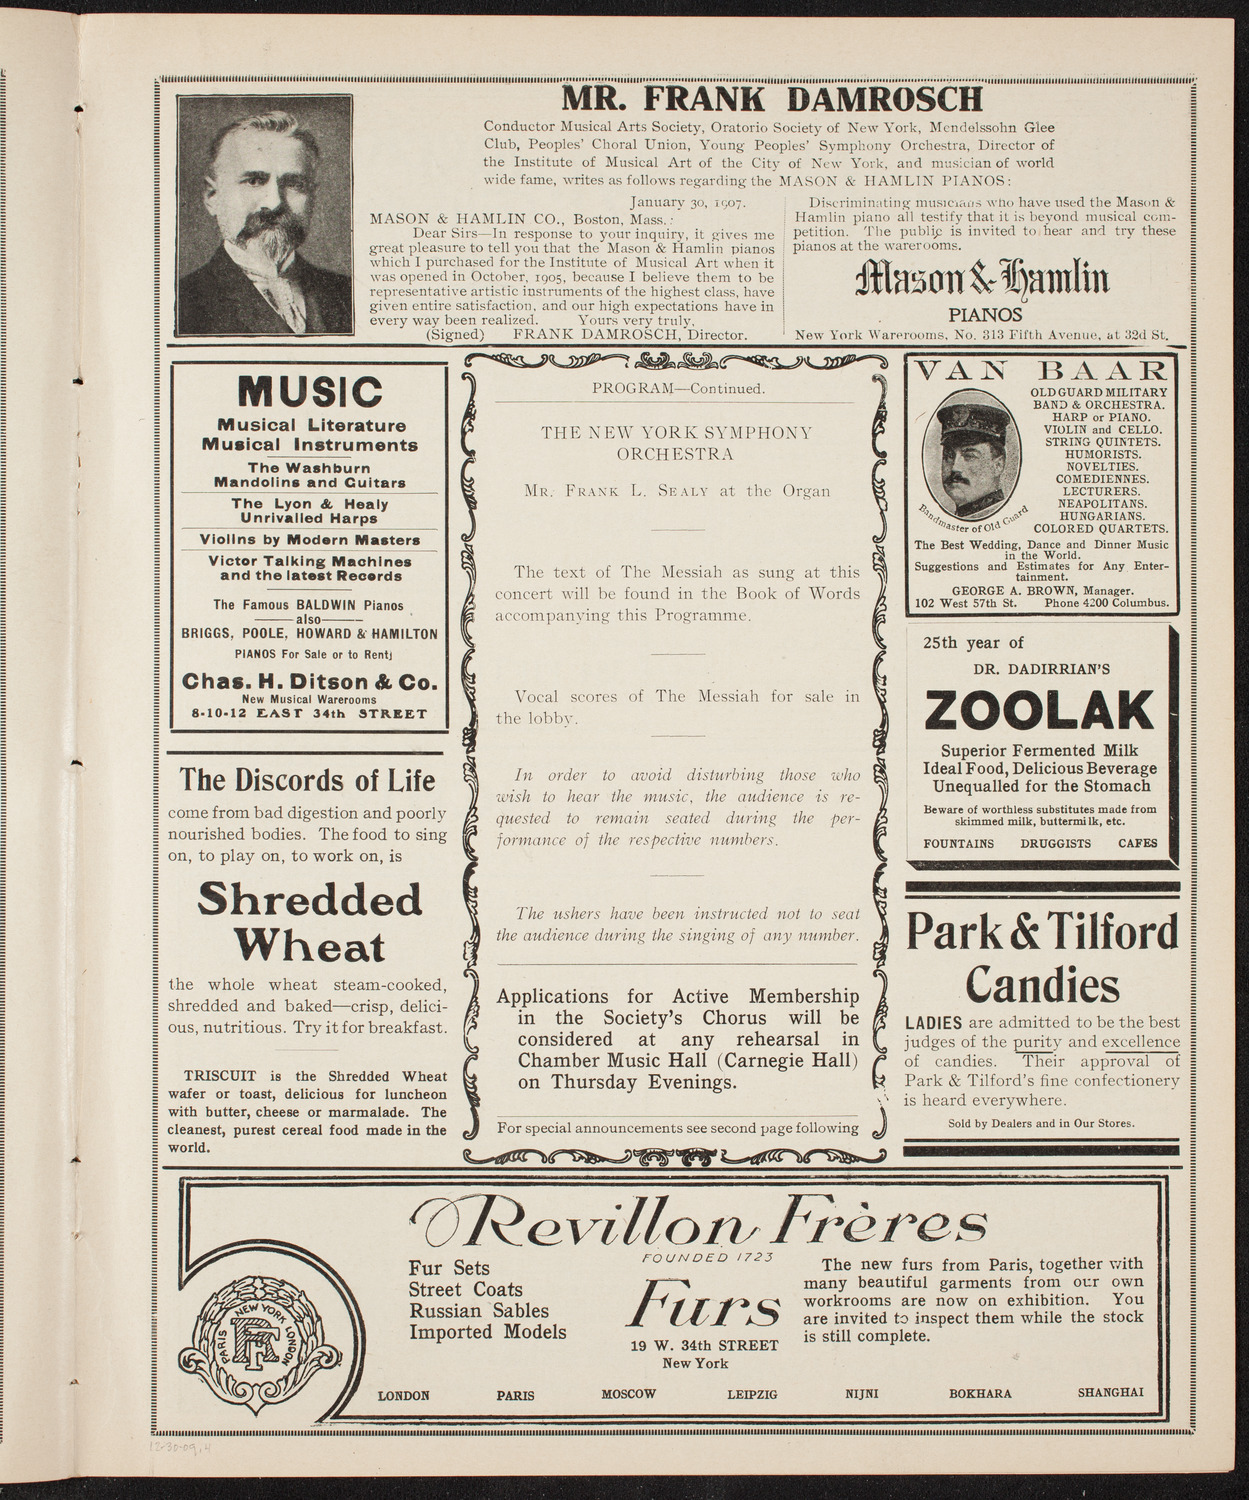 MR. FRANK DAMROSCH
Conductor Musical Arts Society, Oratorio Society of New York, Mendelssohn Glee
Club, Peoples' Choral Union, Young Peoples' Symphony Orchestra, Director of
the Institute of Musical Art of the City of New York, and musician of world
wide fame, writes as follows regarding the MASON & HAMLIN PIANOS:
January 30, 1907.
MASON & HAMLIN CO., Boston, Mass.:
Dear Sirs—In response to your inquiry, it gives me
great pleasure to tell you that the Mason & Hamlin pianos
which I purchased for the Institute of Musical Art when it
was opened in October, 1905, because I believe them to be
representative artistic instruments of the highest class, have
given entire satisfaction, and our high expectations have in
every way been realized. Yours very truly,
(Signed) FRANK DAMROSCH, Director.
Discriminating musicians who have used the Mason &
Hamlin piano all testify that it is beyond musical com-
petition. The public is invited to hear and try these
pianos at the warerooms.
Mason & Hamlin
PIANOS
New York Warerooms, No. 313 Fifth Avenue, at 32d St.
MUSIC
Musical Literature
Musical Instruments
The Washburn
Mandolins and Guitars
The Lyon & Healy
Unrivalled Harps
Violins by Modern Masters
Victor Talking Machines
and the latest Records
The Famous BALDWIN Pianos
also
BRIGGS, POOLE, HOWARD & HAMILTON
PIANOS For Sale or to Rent
Chas. H. Ditson & Co.
New Musical Warerooms
8-10-12 EAST 34th STREET
The Discords of Life
come from bad digestion and poorly
nourished bodies. The food to sing
on, to play on, to work on, is
Shredded
Wheat
the whole wheat steam-cooked,
shredded and baked—crisp, delici-
ous, nutritious. Try it for breakfast.
TRISCUIT is the Shredded Wheat
wafer or toast, delicious for luncheon
with butter, cheese or marmalade. The
cleanest, purest cereal food made in the
world.
PROGRAM—Continued.
THE NEW YORK SYMPHONY
ORCHESTRA
MR. FRANK L. SEALY at the Organ
The text of The Messiah as sung at this
concert will be found in the Book of Words
accompanying this Programme.
Vocal scores of The Messiah for sale in
the lobby.
In order to avoid disturbing those who
wish to hear the music, the audience is re-
quested to remain seated during the per-
formance of the respective numbers.
The ushers have been instructed not to seat
the audience during the singing of any number.
Applications for Active Membership
in the Society's Chorus will be
considered at any rehearsal in
Chamber Music Hall (Carnegie Hall)
on Thursday Evenings.
For special announcements see second page following
VAN BAAR
Bandmaster of Old Guard
OLD GUARD MILITARY
BAND & ORCHESTRA.
HARP or PIANO.
VIOLIN and CELLO.
STRING QUINTETS.
HUMORISTS.
NOVELTIES.
COMEDIENNES.
LECTURERS.
NEAPOLITANS.
HUNGARIANS.
COLORED QUARTETS.
The Best Wedding, Dance and Dinner Music
in the World.
Suggestions and Estimates for Any Enter-
tainment.
GEORGE A. BROWN, Manager.
102 West 57th St. Phone 4200 Columbus.
25th year of
DR. DADIRRIAN'S
ZOOLAK
Superior Fermented Milk
Ideal Food, Delicious Beverage
Unequalled for the Stomach
Beware of worthless substitutes made from
skimmed milk, buttermilk, etc.
FOUNTAINS DRUGGISTS CAFES
Park & Tilford
Candies
LADIES are admitted to be the best
judges of the purity and excellence
of candies. Their approval of
Park & Tilford's fine confectionery
is heard everywhere.
Sold by Dealers and in Our Stores.
Revillon Frères
FOUNDED 1723
Fur Sets
Street Coats
Russian Sables
Imported Models
Furs
19 W. 34th STREET
New York
The new furs from Paris, together with
many beautiful garments from our own
workrooms are now on exhibition. You
are invited to inspect them while the stock
is still complete.
PARIS NEW YORK LONDON
RF
LONDON PARIS MOSCOW LEIPZIG NIJNI BOKHARA SHANGHAI
12-30-09,4